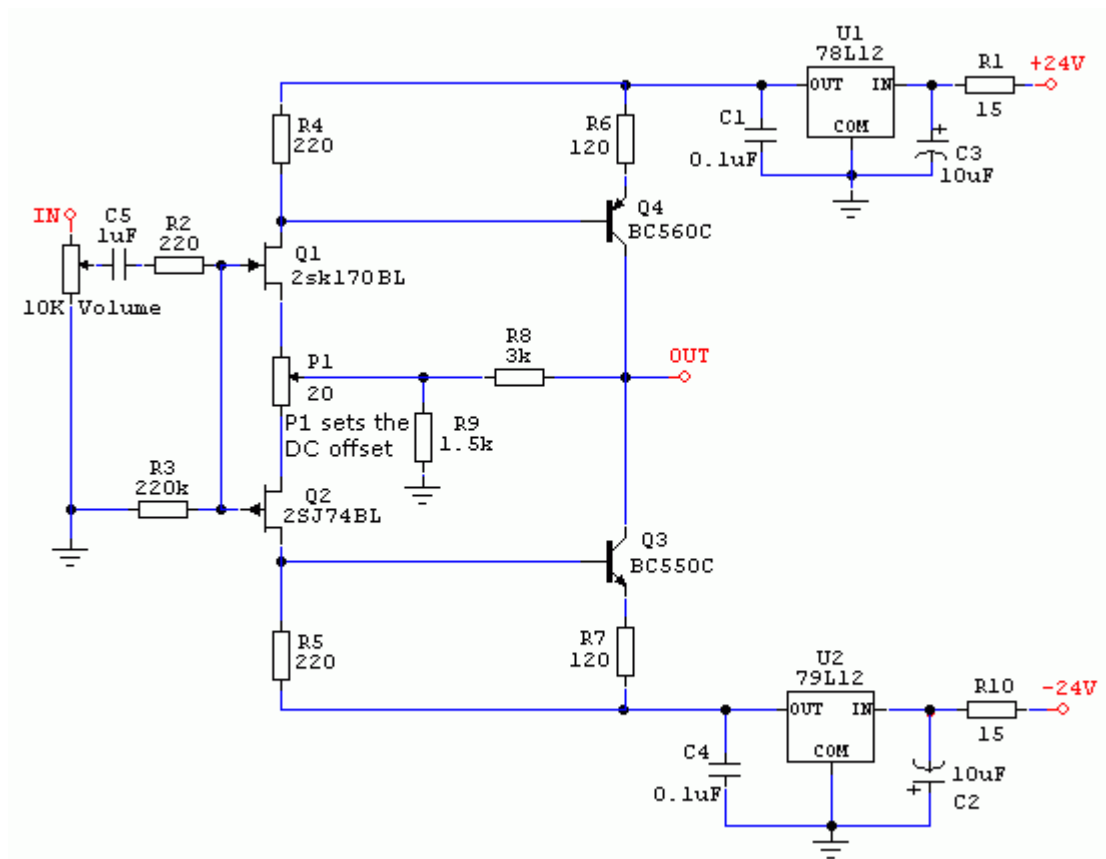 U1
78L12
OUT
IN
COM
R1
15
+24V
C1
0.1uF
+
C3
10uF
R4
220
R6
120
Q4
BC560C
IN
C5
1uF
R2
220
Q1
2sk170BL
10K Volume
P1
20
P1 sets the
DC offset
R8
3k
OUT
R9
1.5k
R3
220k
Q2
2SJ74BL
Q3
BC550C
R5
220
R7
120
U2
79L12
OUT
IN
COM
R10
15
-24V
C4
0.1uF
10uF
+
C2